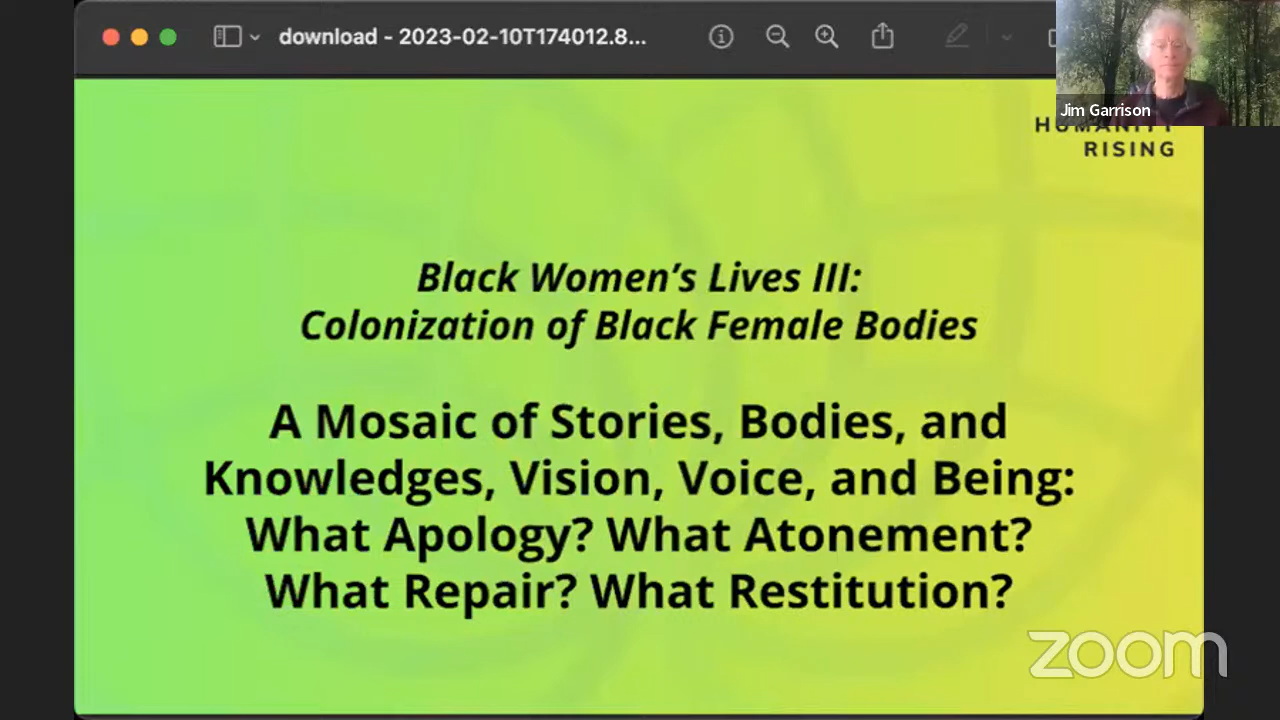 download - 2023-02-10T174012.8...
Jim Garrison
HUMANITY
RISING
Black Women's Lives III:
Colonization of Black Female Bodies
A Mosaic of Stories, Bodies, and
Knowledges, Vision, Voice, and Being:
What Apology? What Atonement?
What Repair? What Restitution?
zoom